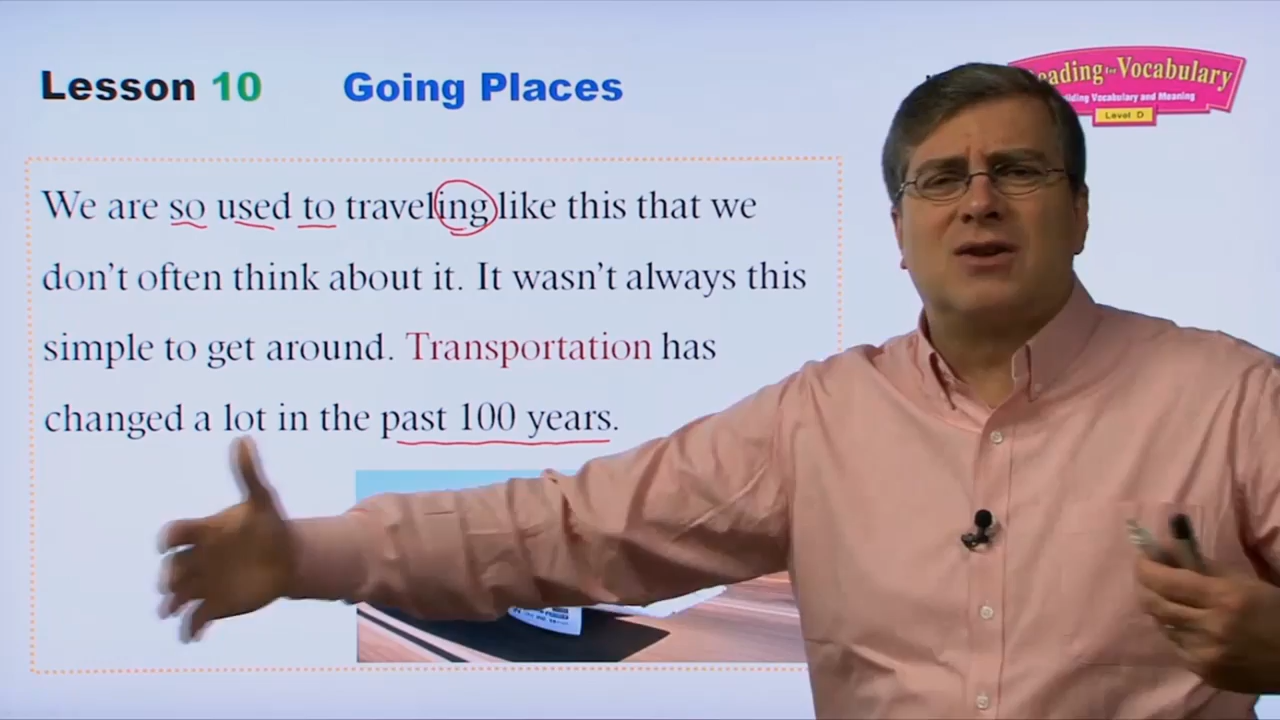 Lesson 10 Going Places
eading for Vocabulary
ilding Vocabulary and Meaning
Level D
We are so used to traveling like this that we
don't often think about it. It wasn't always this
simple to get around. Transportation has
changed a lot in the past 100 years.